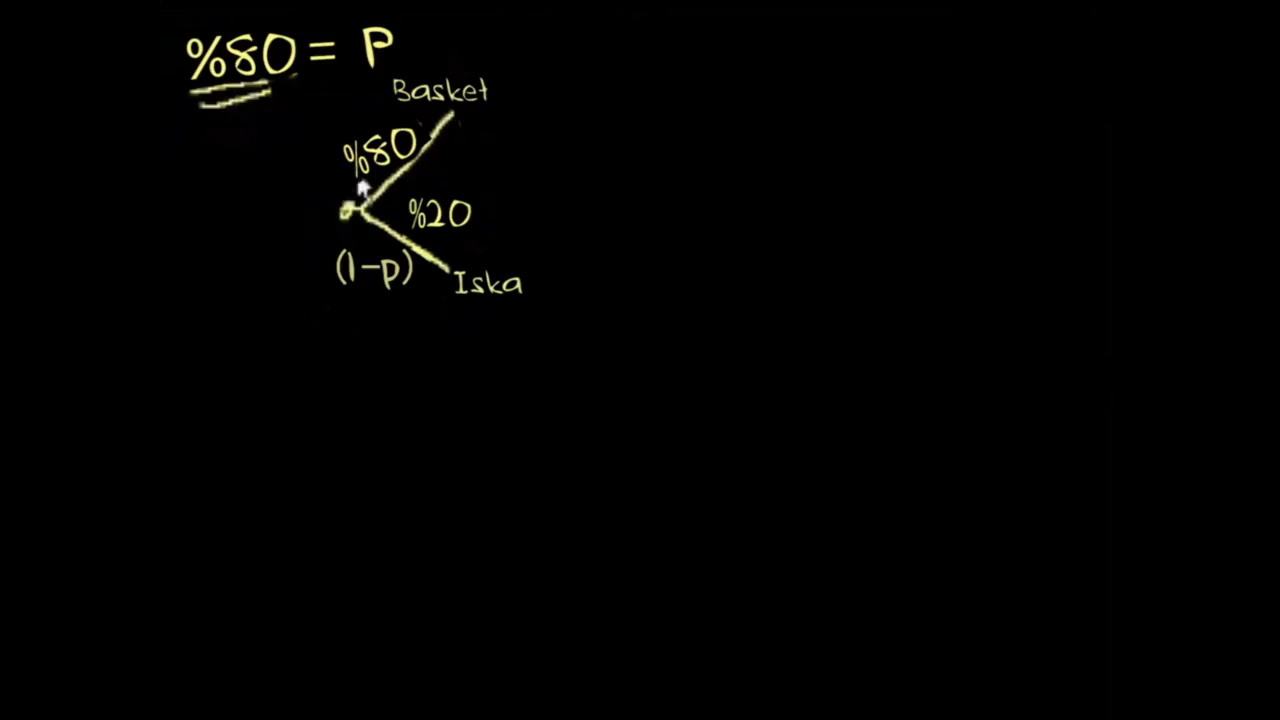 %80 = P
Basket
%80
%20
(1-p)
Iska